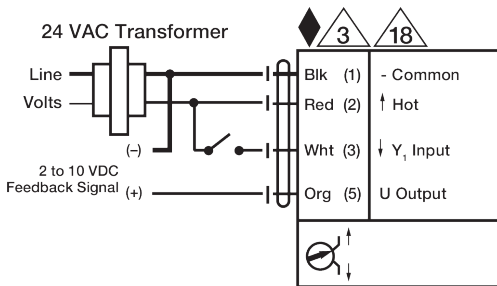 24 VAC Transformer
3 18
Line
Volts
Blk (1) - Common
Red (2) ↑ Hot
(–)
Wht (3) ↓ Y₁ Input
2 to 10 VDC
Feedback Signal (+)
Org (5) U Output